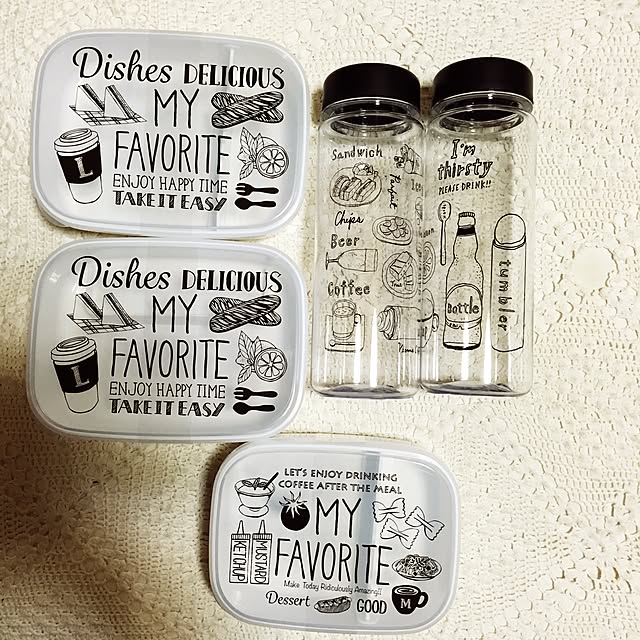 Dishes DELICIOUS
MY
FAVORITE
L
ENJOY HAPPY TIME
TAKE IT EASY
Dishes DELICIOUS
MY
FAVORITE
L
ENJOY HAPPY TIME
TAKE IT EASY
Sandwich
Parfait
Chips
Beer
Coffee
I'm
thirsty
PLEASE DRINK!!
Bottle
tumbler
LET'S ENJOY DRINKING
COFFEE AFTER THE MEAL
MY
FAVORITE
KETCHUP
MUSTARD
Make Today Ridiculously Amazing!!
Dessert GOOD
M